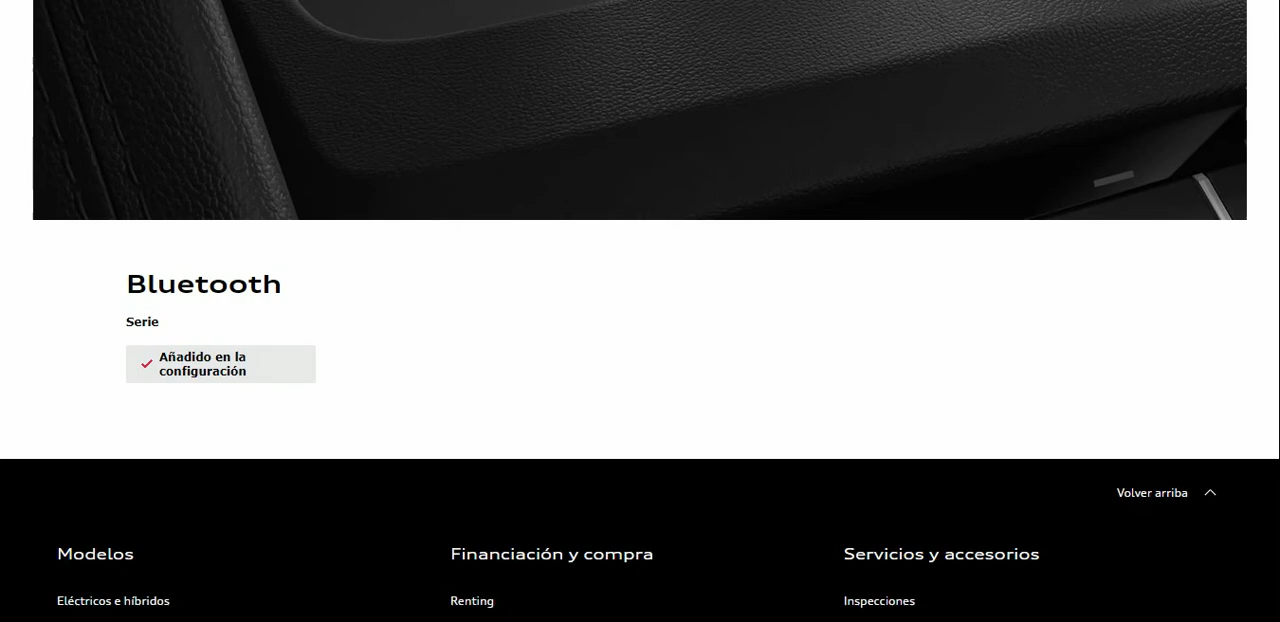 Bluetooth
Serie
Añadido en la
configuración
Volver arriba
Modelos
Financiación y compra
Servicios y accesorios
Eléctricos e híbridos
Renting
Inspecciones